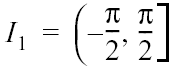 I₁ = (−π/2, π/2]